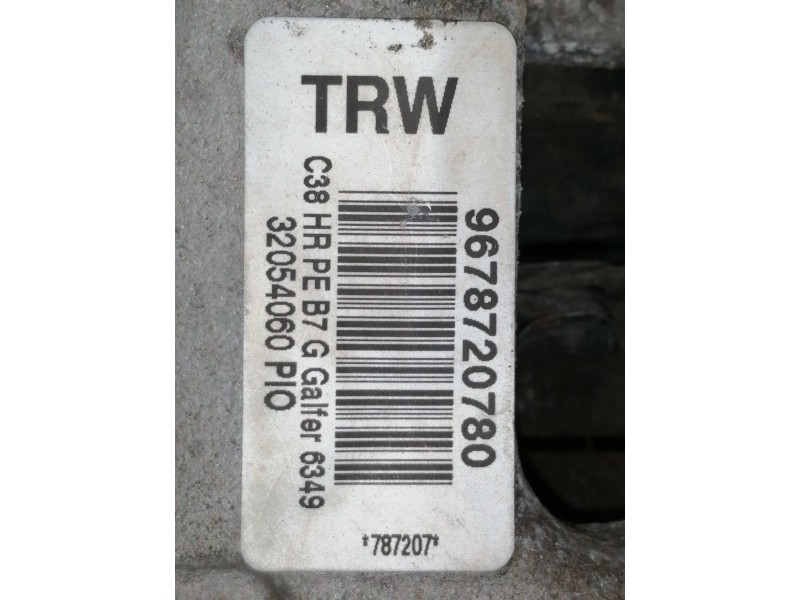 TRW
9678720780
C38 HR PE B7 G Galfer 6349
32054060 PIO
*787207*